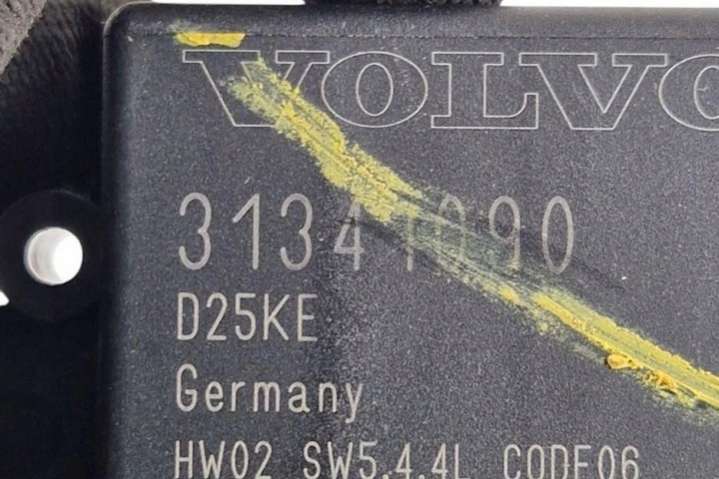 VOLVO
31341090
D25KE
Germany
HW02 SW5.4.4L CODE06